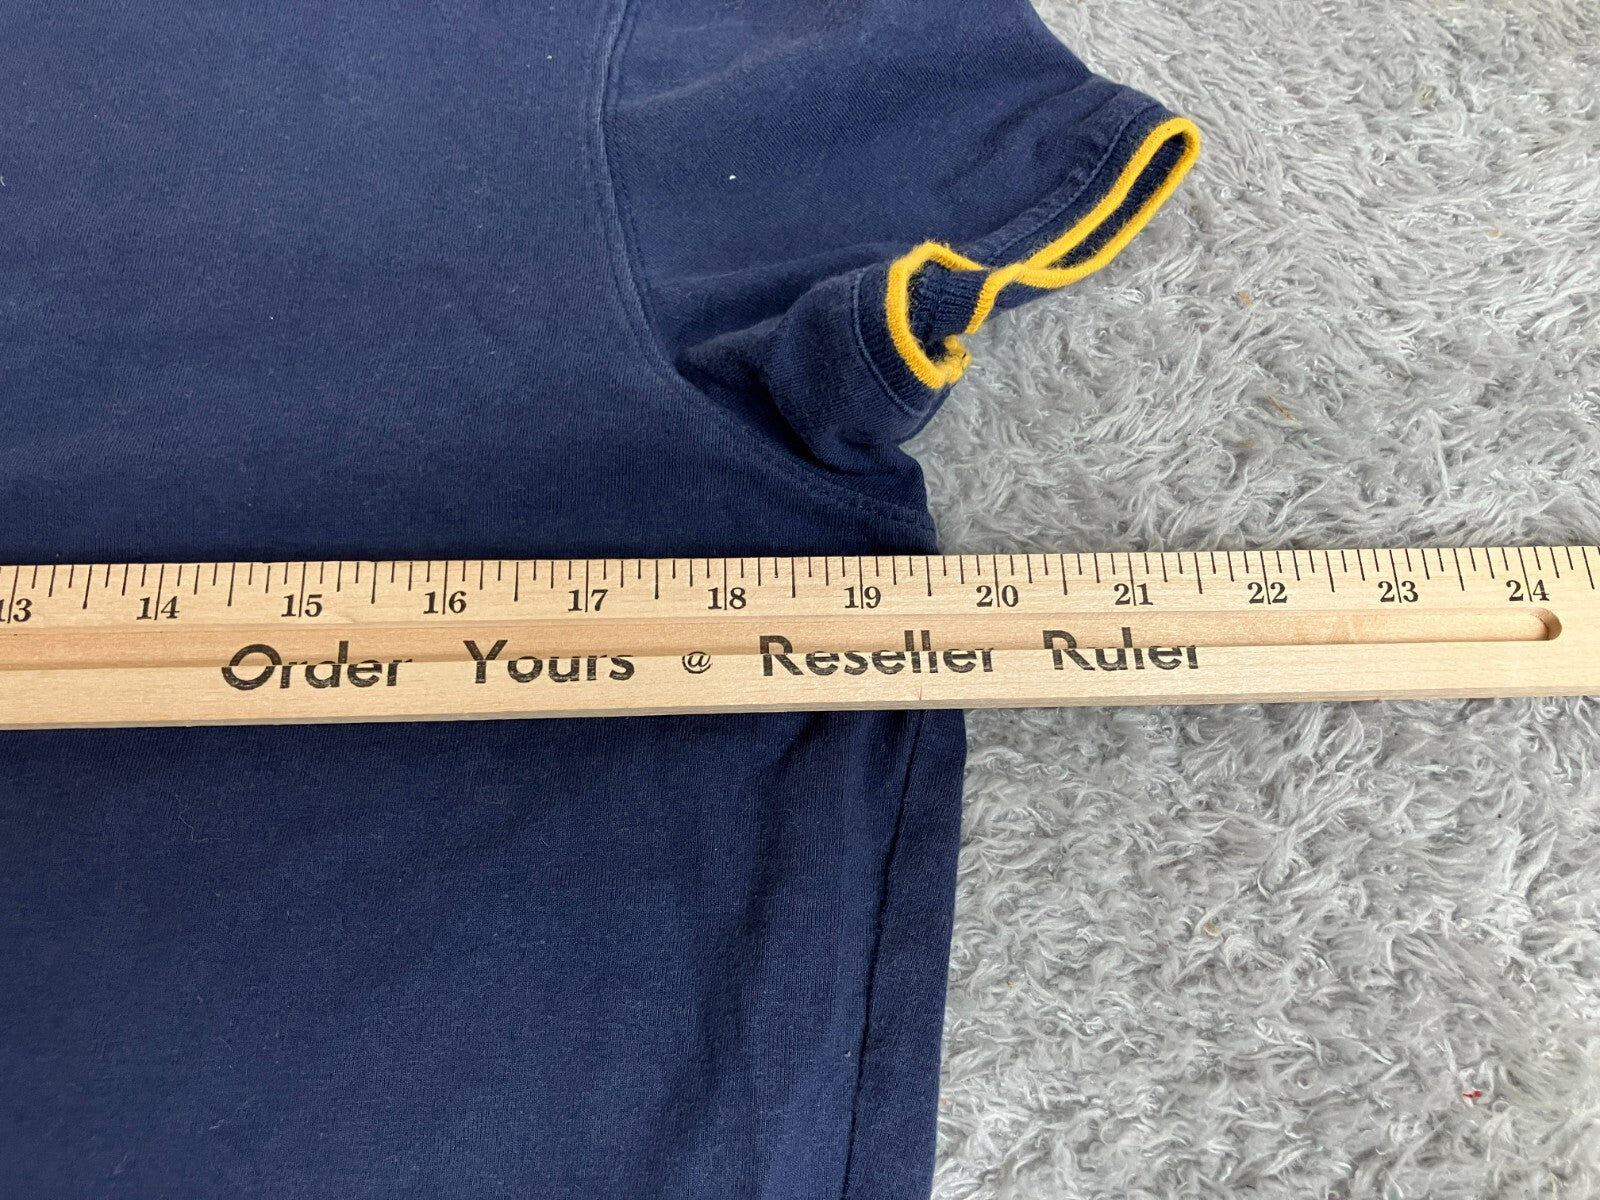 13 14 15 16 17 18 19 20 21 22 23 24
Order Yours @ Reseller Ruler